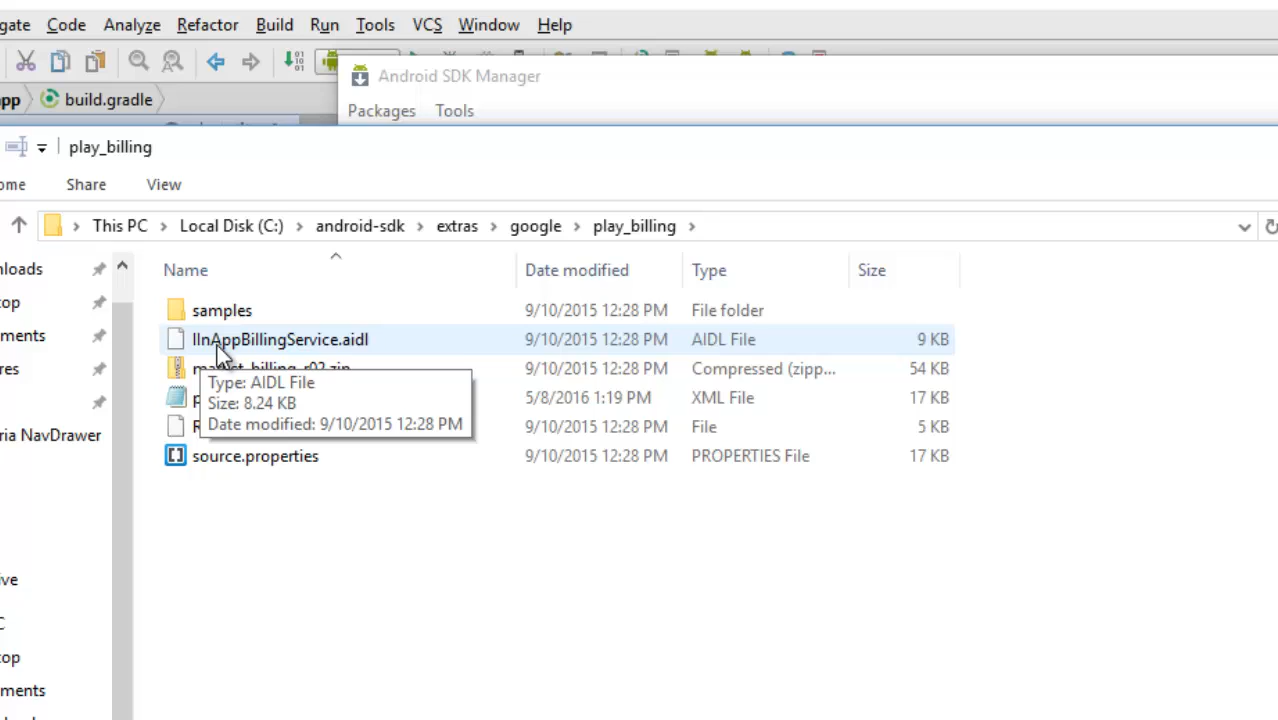 gate Code Analyze Refactor Build Run Tools VCS Window Help
app build.gradle
Android SDK Manager
Packages Tools
play_billing
ome Share View
This PC Local Disk (C:) android-sdk extras google play_billing
Name Date modified Type Size
nloads
samples 9/10/2015 12:28 PM File folder
top
IInAppBillingService.aidl 9/10/2015 12:28 PM AIDL File 9 KB
ments
9/10/2015 12:28 PM Compressed (zipp... 54 KB
res
Type: AIDL File
Size: 8.24 KB
Date modified: 9/10/2015 12:28 PM
5/8/2016 1:19 PM XML File 17 KB
9/10/2015 12:28 PM File 5 KB
ria NavDrawer
source.properties 9/10/2015 12:28 PM PROPERTIES File 17 KB
ive
C
top
ments